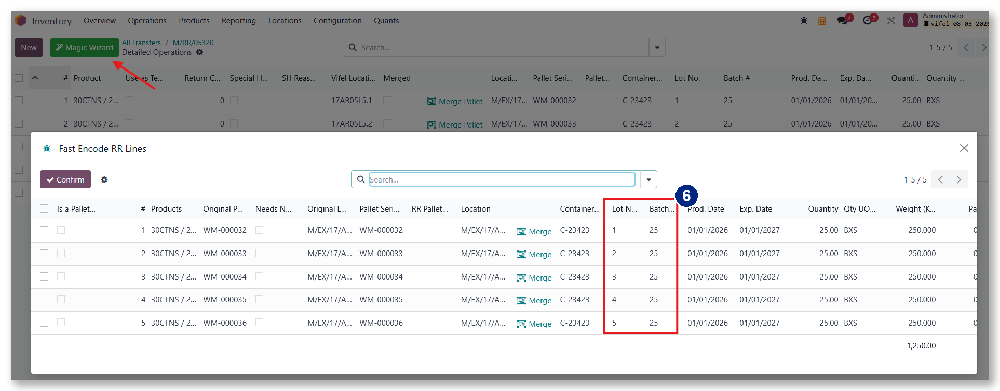 Inventory Overview Operations Products Reporting Locations Configuration Quants 4 7 A Administrator
vifel_08_03_2026
New Magic Wizard All Transfers / M/RR/05320 Search... 1-5 / 5
Detailed Operations
# Product Use as Te... Return C... Special H... SH Reas... Vifel Locati... Merged Locati... Pallet Seri... Pallet... Container... Lot No. Batch # Prod. Da... Exp. Da... Quanti... Quantity ...
1 30CTNS / 2... 0 17AR05L5.1 Merge Pallet M/EX/17... WM-000032 C-23423 1 25 01/01/2026 01/01/20... 25.00 BXS
2 30CTNS / 2... 0 17AR05L5.2 Merge Pallet M/EX/17... WM-000033 C-23423 2 25 01/01/2026 01/01/20... 25.00 BXS
Fast Encode RR Lines
Confirm Search... 1-5 / 5
6
Is a Pallet... # Products Original P... Needs N... Original L... Pallet Seri... RR Pallet... Location Container... Lot N... Batch... Prod. Date Exp. Date Quantity Qty UO... Weight (K... Pa
1 30CTNS / 2... WM-000032 M/EX/17/A... WM-000032 M/EX/17/A... Merge C-23423 1 25 01/01/2026 01/01/2027 25.00 BXS 250.000 0
2 30CTNS / 2... WM-000033 M/EX/17/A... WM-000033 M/EX/17/A... Merge C-23423 2 25 01/01/2026 01/01/2027 25.00 BXS 250.000 0
3 30CTNS / 2... WM-000034 M/EX/17/A... WM-000034 M/EX/17/A... Merge C-23423 3 25 01/01/2026 01/01/2027 25.00 BXS 250.000 0
4 30CTNS / 2... WM-000035 M/EX/17/A... WM-000035 M/EX/17/A... Merge C-23423 4 25 01/01/2026 01/01/2027 25.00 BXS 250.000 0
5 30CTNS / 2... WM-000036 M/EX/17/A... WM-000036 M/EX/17/A... Merge C-23423 5 25 01/01/2026 01/01/2027 25.00 BXS 250.000 0
1,250.00